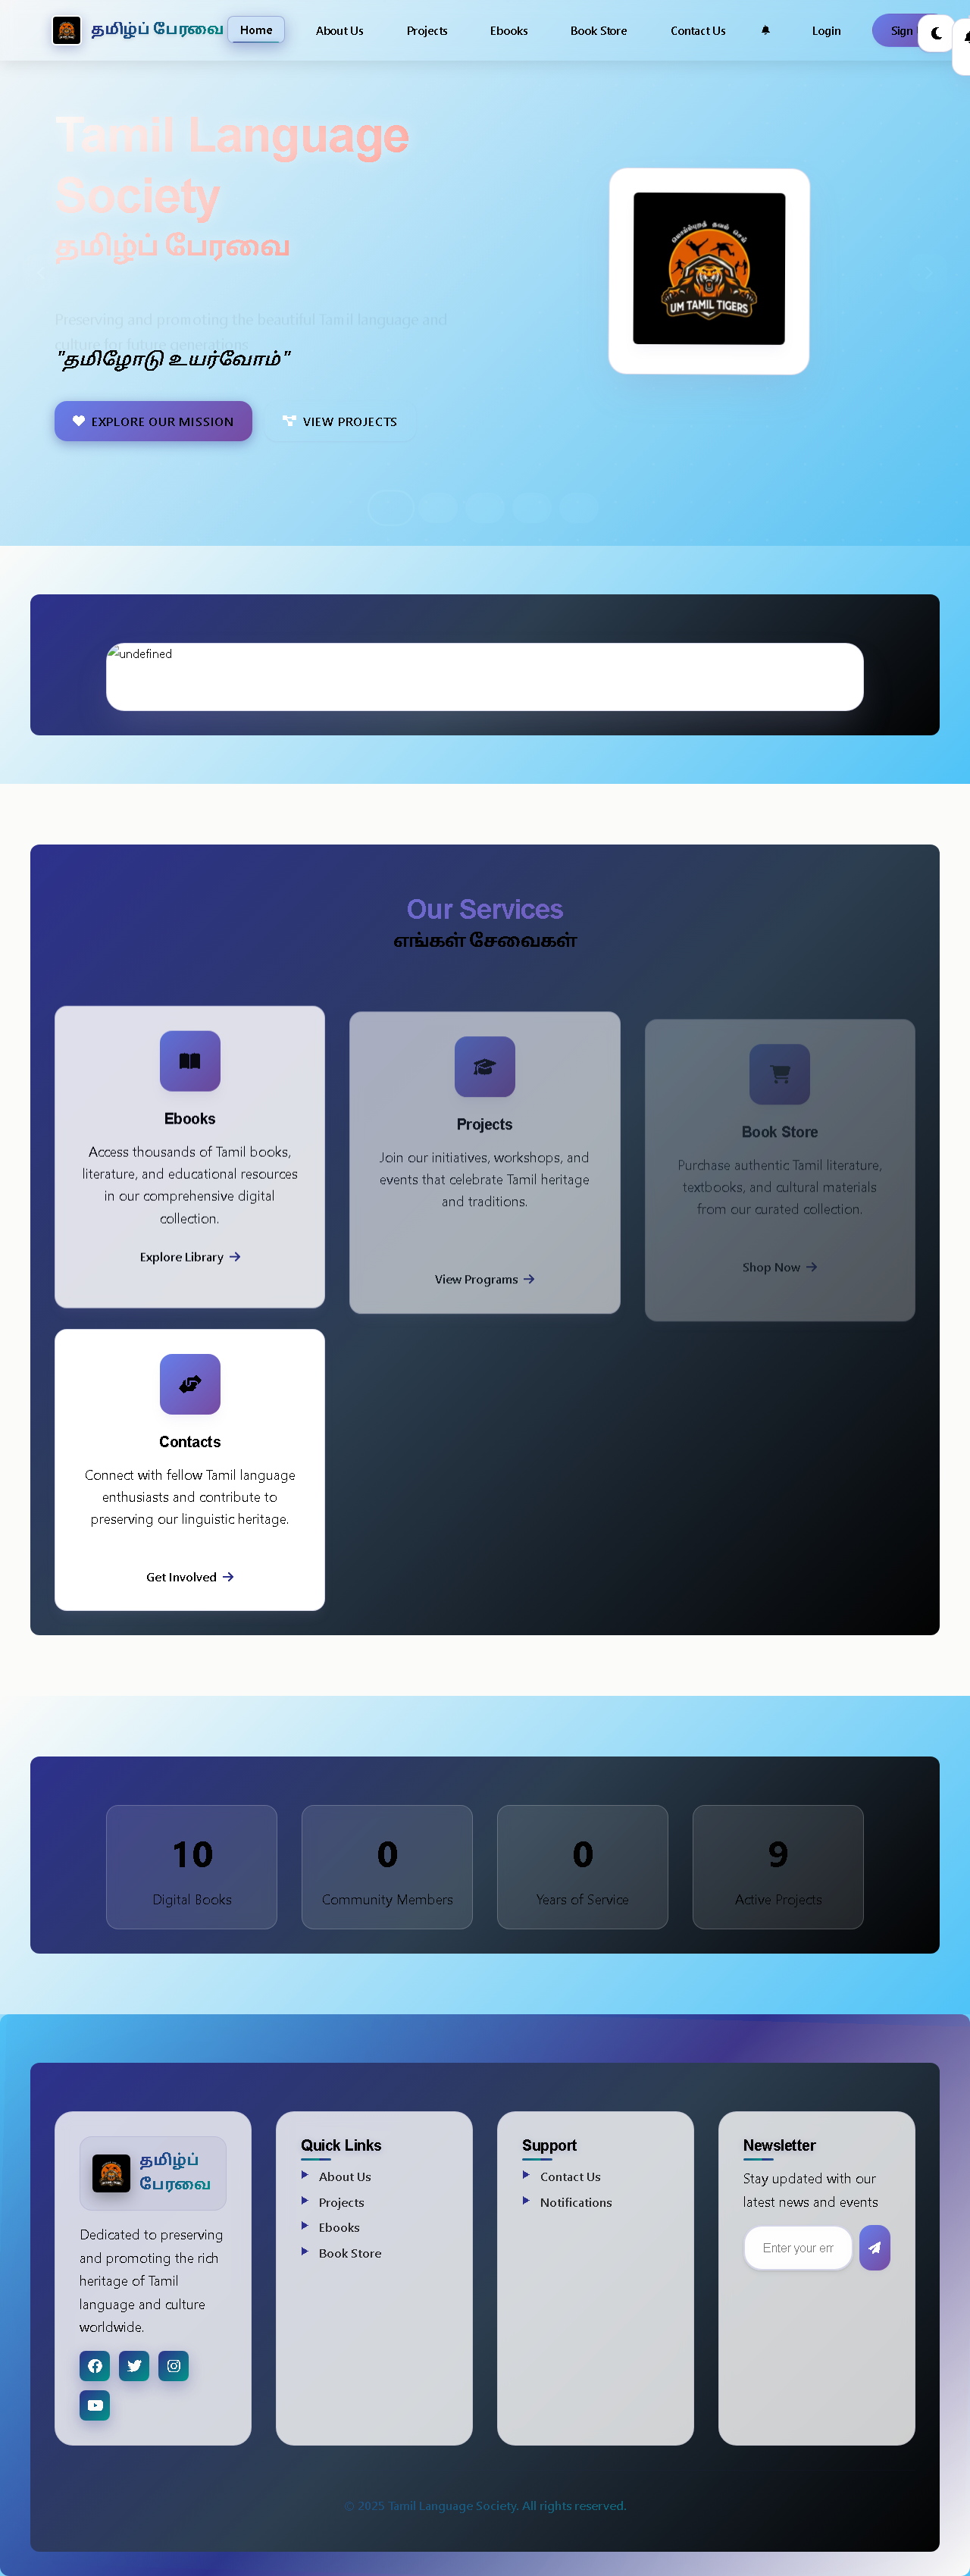 தமிழ்ப் பேரவை
Home
About Us
Projects
Ebooks
Book Store
Contact Us
Login
Sign
Tamil Language
Society
தமிழ்ப் பேரவை
Preserving and promoting the beautiful Tamil language and
culture for future generations
"தமிழோடு உயர்வோம்"
EXPLORE OUR MISSION
VIEW PROJECTS
UM TAMIL TIGERS
undefined
Our Services
எங்கள் சேவைகள்
Ebooks
Access thousands of Tamil books,
literature, and educational resources
in our comprehensive digital
collection.
Explore Library
Projects
Join our initiatives, workshops, and
events that celebrate Tamil heritage
and traditions.
View Programs
Book Store
Purchase authentic Tamil literature,
textbooks, and cultural materials
from our curated collection.
Shop Now
Contacts
Connect with fellow Tamil language
enthusiasts and contribute to
preserving our linguistic heritage.
Get Involved
10
Digital Books
0
Community Members
0
Years of Service
9
Active Projects
தமிழ்ப்
பேரவை
Dedicated to preserving
and promoting the rich
heritage of Tamil
language and culture
worldwide.
Quick Links
About Us
Projects
Ebooks
Book Store
Support
Contact Us
Notifications
Newsletter
Stay updated with our
latest news and events
Enter your em
© 2025 Tamil Language Society. All rights reserved.